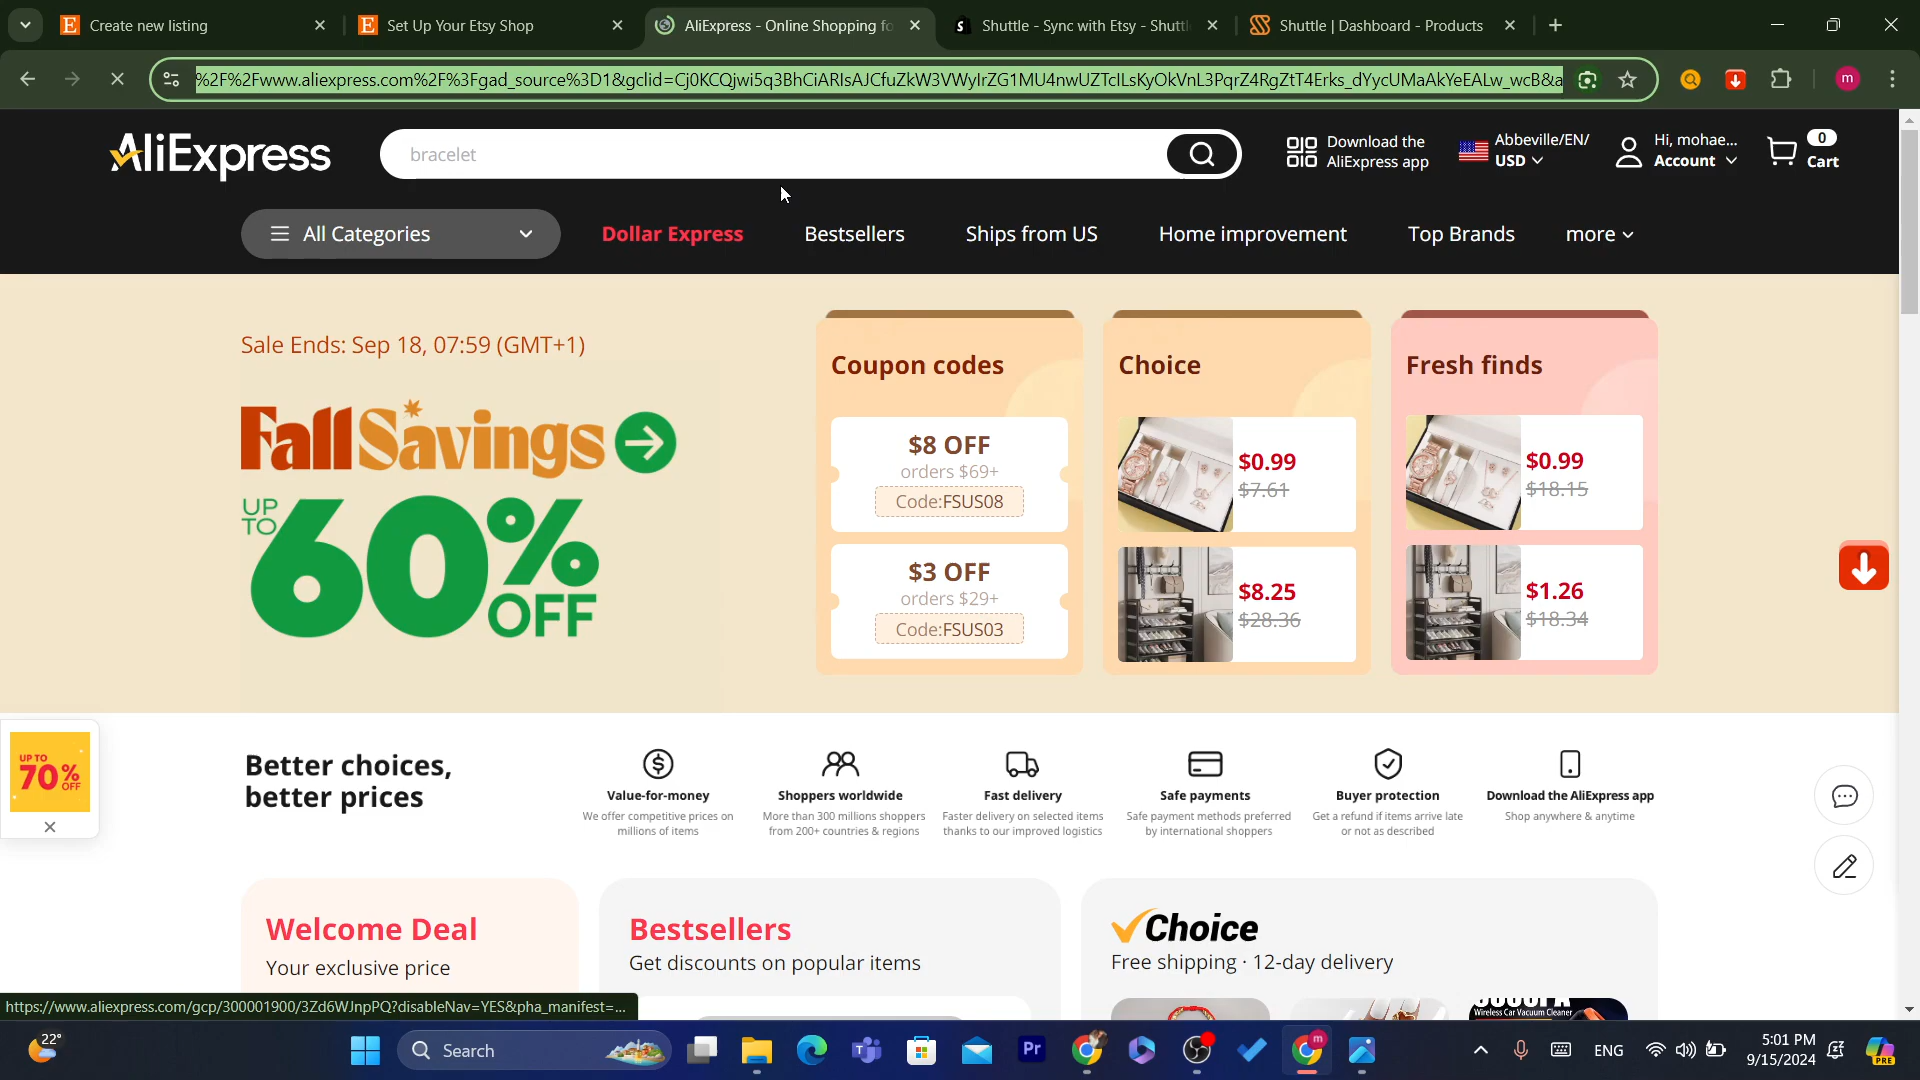 Create new listing
Set Up Your Etsy Shop
AliExpress - Online Shopping fo
Shuttle - Sync with Etsy - Shuttl
Shuttle | Dashboard - Products
%2F%2Fwww.aliexpress.com%2F%3Fgad_source%3D1&gclid=Cj0KCQjwi5q3BhCiARIsAJCfuZkW3VWyIrZG1MU4nwUZTcILsKyOkVnL3PqrZ4RgZtT4Erks_dYycUMaAkYeEALw_wcB&a
m
AliExpress
bracelet
Download the
AliExpress app
Abbeville/EN/
USD
Hi, mohae...
Account
0
Cart
All Categories
Dollar Express
Bestsellers
Ships from US
Home improvement
Top Brands
more
Sale Ends: Sep 18, 07:59 (GMT+1)
Fall Savings
UP TO 60% OFF
Coupon codes
$8 OFF
orders $69+
Code:FSUS08
$3 OFF
orders $29+
Code:FSUS03
Choice
$0.99
$7.61
$8.25
$28.36
Fresh finds
$0.99
$18.15
$1.26
$18.34
UP TO
70%
OFF
Better choices,
better prices
Value-for-money
We offer competitive prices on
millions of items
Shoppers worldwide
More than 300 millions shoppers
from 200+ countries & regions
Fast delivery
Faster delivery on selected items
thanks to our improved logistics
Safe payments
Safe payment methods preferred
by international shoppers
Buyer protection
Get a refund if items arrive late
or not as described
Download the AliExpress app
Shop anywhere & anytime
Welcome Deal
Your exclusive price
Bestsellers
Get discounts on popular items
Choice
Free shipping · 12-day delivery
Wireless Car Vacuum Cleaner
https://www.aliexpress.com/gcp/300001900/3Zd6WJnpPQ?disableNav=YES&pha_manifest=...
22°
Search
Pr
m
ENG
5:01 PM
9/15/2024
PRE